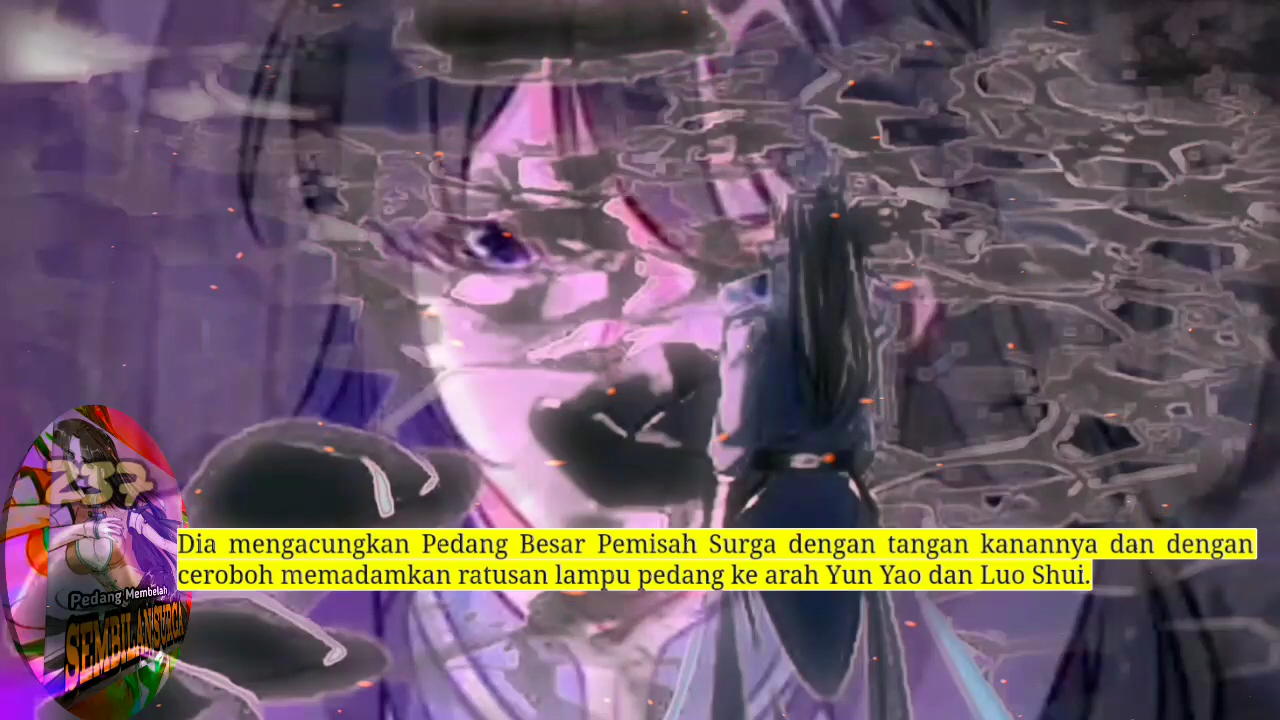 237
Dia mengacungkan Pedang Besar Pemisah Surga dengan tangan kanannya dan dengan
ceroboh memadamkan ratusan lampu pedang ke arah Yun Yao dan Luo Shui.
Pedang Membelah
SEMBILAN SURGA